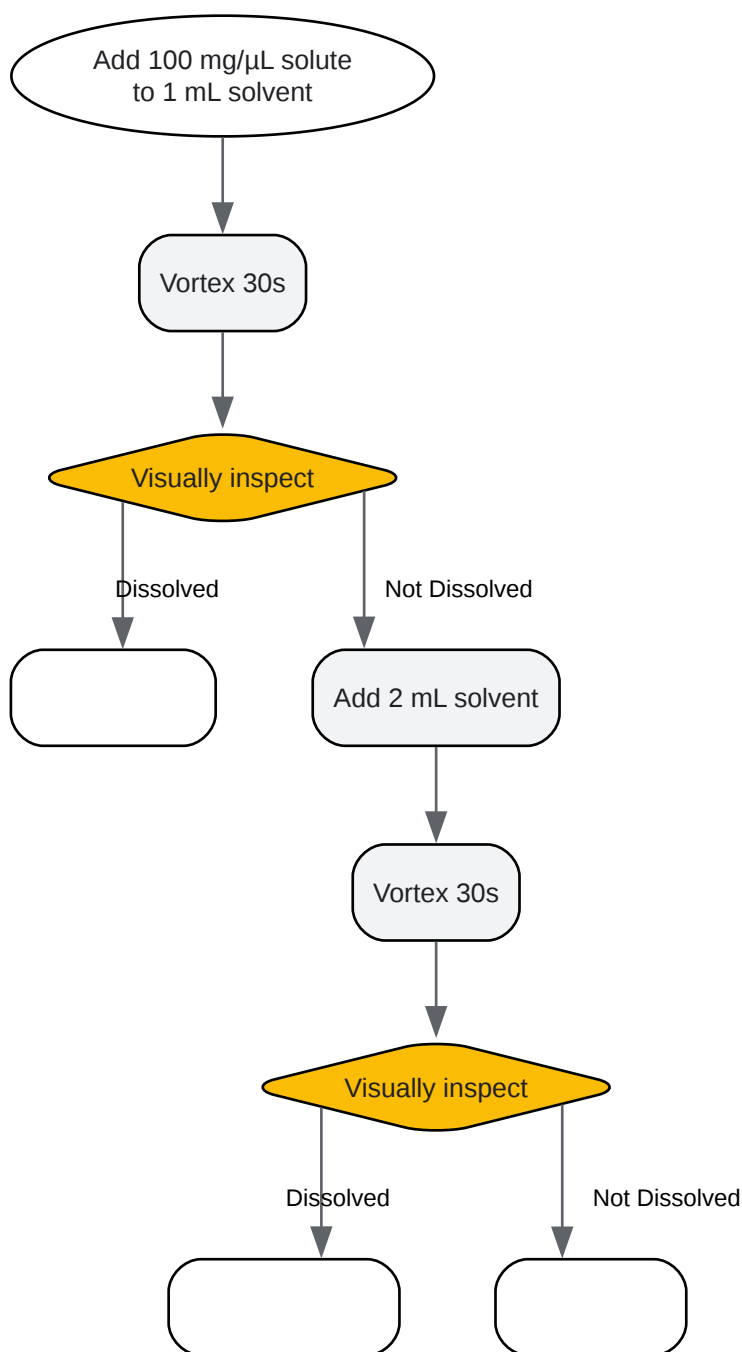 Add 100 mg/µL solute
to 1 mL solvent
Vortex 30s
Visually inspect
Dissolved
Not Dissolved
Add 2 mL solvent
Vortex 30s
Visually inspect
Dissolved
Not Dissolved